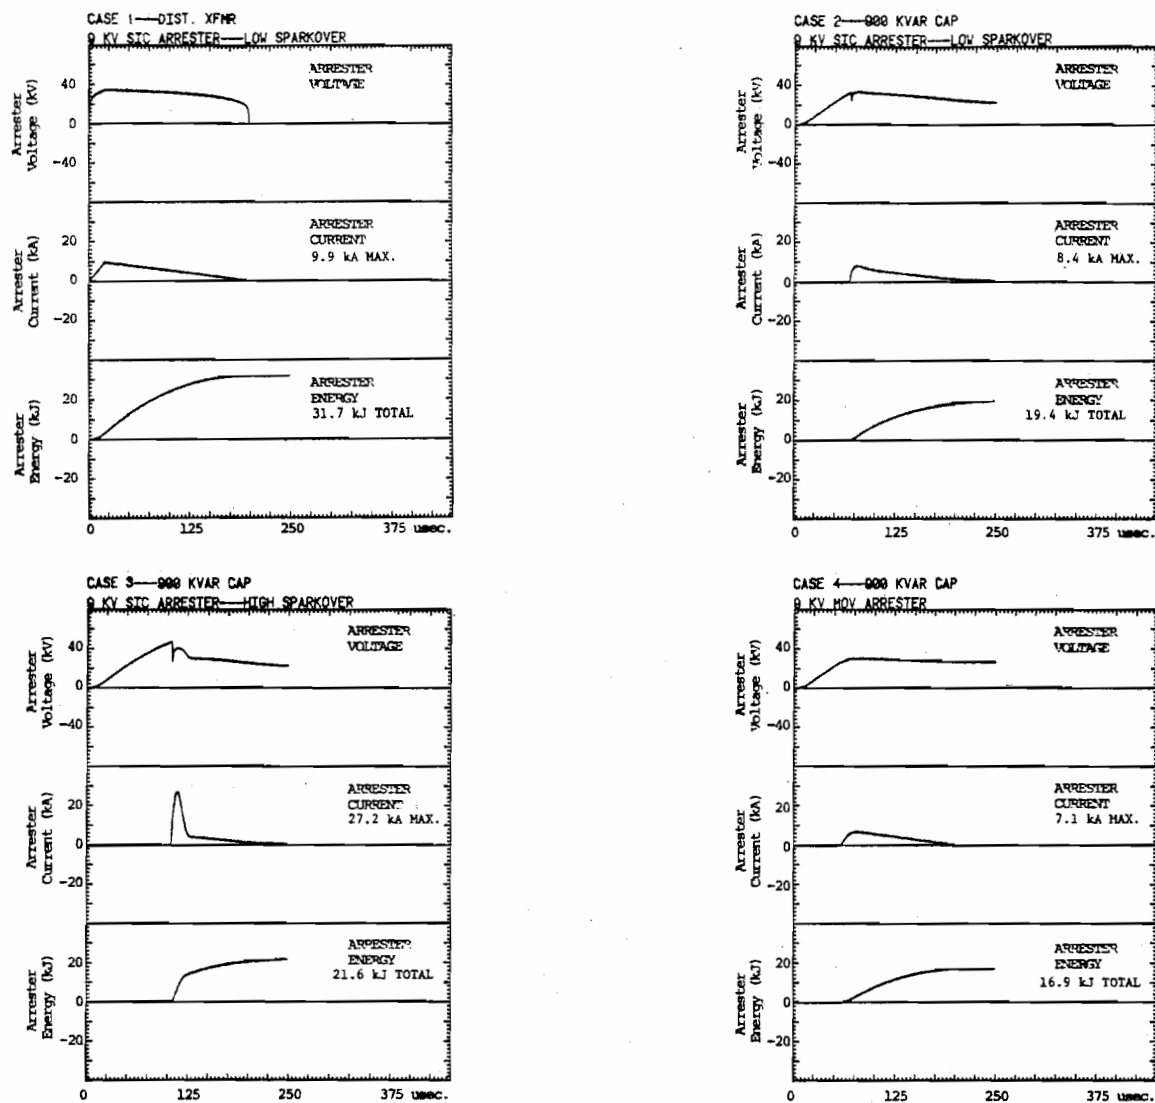 CASE 1---DIST. XFMR
9 KV SIC ARRESTER---LOW SPARKOVER
ARRESTER
VOLTAGE
Arrester
Voltage (kV)
40
0
-40
ARRESTER
CURRENT
9.9 kA MAX.
Arrester
Current (kA)
20
0
-20
ARRESTER
ENERGY
31.7 kJ TOTAL
Arrester
Energy (kJ)
20
0
-20
0 125 250 375 usec.
CASE 2---900 KVAR CAP
9 KV SIC ARRESTER---LOW SPARKOVER
ARRESTER
VOLTAGE
Arrester
Voltage (kV)
40
0
-40
ARRESTER
CURRENT
8.4 kA MAX.
Arrester
Current (kA)
20
0
-20
ARRESTER
ENERGY
19.4 kJ TOTAL
Arrester
Energy (kJ)
20
0
-20
0 125 250 375 usec.
CASE 3---900 KVAR CAP
9 KV SIC ARRESTER---HIGH SPARKOVER
ARRESTER
VOLTAGE
Arrester
Voltage (kV)
40
0
-40
ARRESTER
CURRENT
27.2 kA MAX.
Arrester
Current (kA)
20
0
-20
ARRESTER
ENERGY
21.6 kJ TOTAL
Arrester
Energy (kJ)
20
0
-20
0 125 250 375 usec.
CASE 4---900 KVAR CAP
9 KV MOV ARRESTER
ARRESTER
VOLTAGE
Arrester
Voltage (kV)
40
0
-40
ARRESTER
CURRENT
7.1 kA MAX.
Arrester
Current (kA)
20
0
-20
ARRESTER
ENERGY
16.9 kJ TOTAL
Arrester
Energy (kJ)
20
0
-20
0 125 250 375 usec.